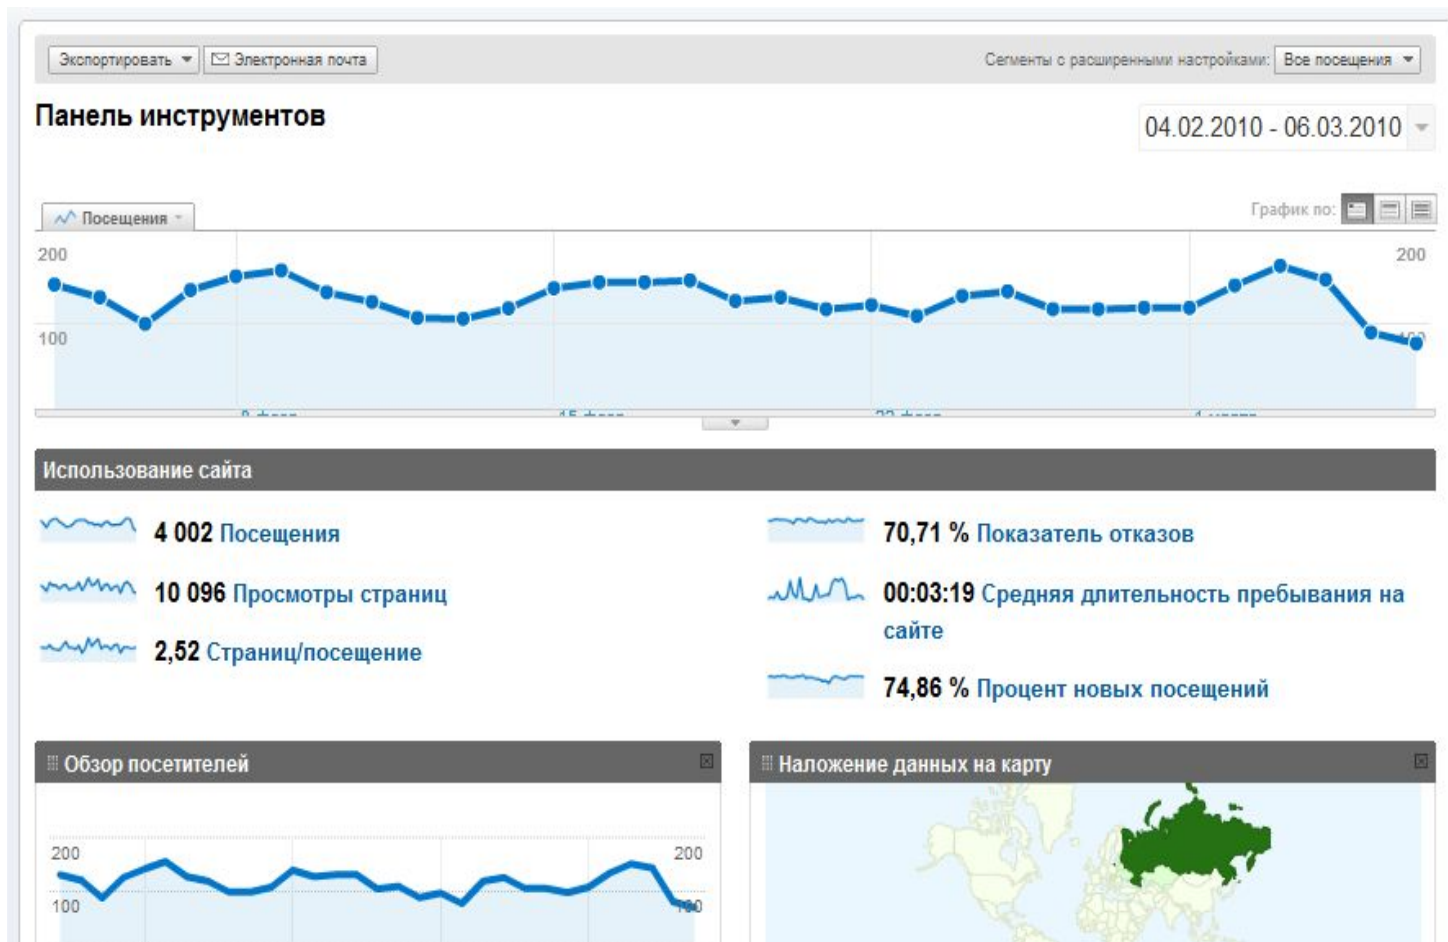 Экспортировать Электронная почта Сегменты с расширенными настройками: Все посещения
Панель инструментов
04.02.2010 - 06.03.2010
Посещения График по:
200 200
100
Использование сайта
4 002 Посещения
70,71 % Показатель отказов
10 096 Просмотры страниц
00:03:19 Средняя длительность пребывания на
сайте
2,52 Страниц/посещение
74,86 % Процент новых посещений
Обзор посетителей
Наложение данных на карту
200 200
100